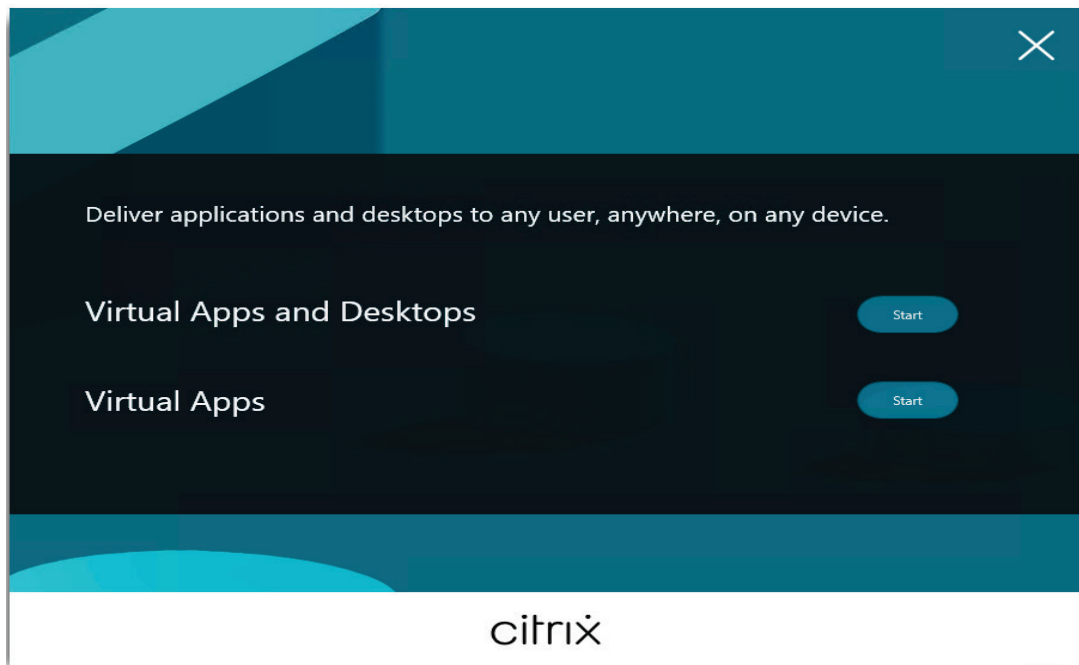 Deliver applications and desktops to any user, anywhere, on any device.
Virtual Apps and Desktops
Start
Virtual Apps
Start
citrix